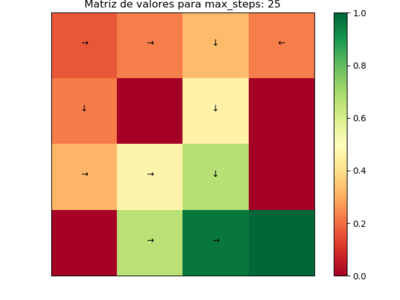 Matriz de valores para max_steps: 25
→ → ↓ ←
↓ ↓
→ → ↓
→ →
1.0
0.8
0.6
0.4
0.2
0.0